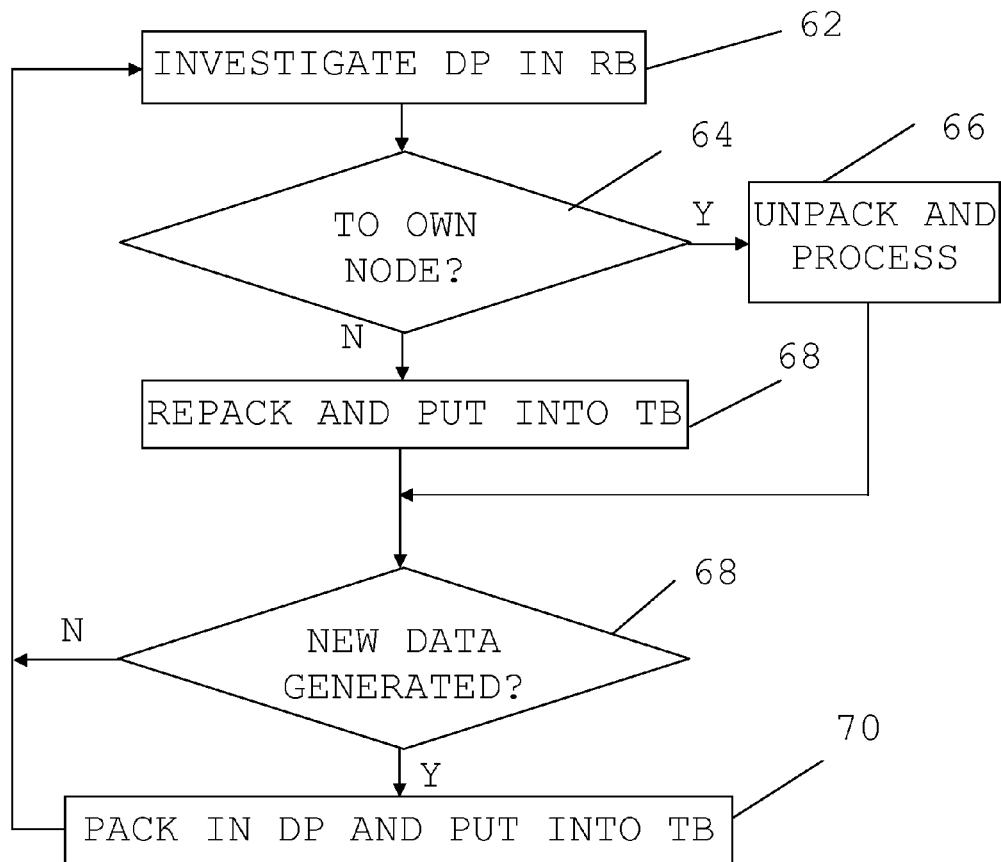 62
INVESTIGATE DP IN RB
64
66
TO OWN
NODE?
Y
UNPACK AND
PROCESS
N
68
REPACK AND PUT INTO TB
68
N
NEW DATA
GENERATED?
70
Y
PACK IN DP AND PUT INTO TB